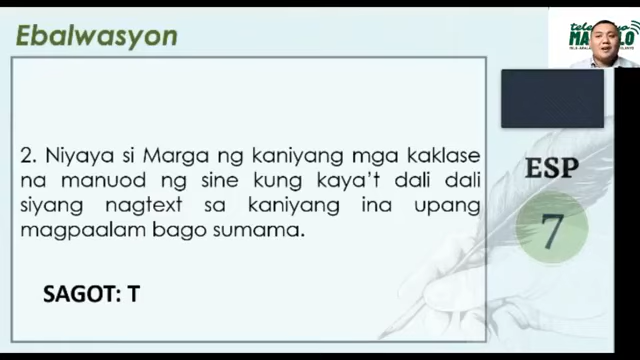 Ebalwasyon
2. Niyaya si Marga ng kaniyang mga kaklase
na manuod ng sine kung kaya't dali dali
siyang nagtext sa kaniyang ina upang
magpaalam bago sumama.
SAGOT: T
ESP
7